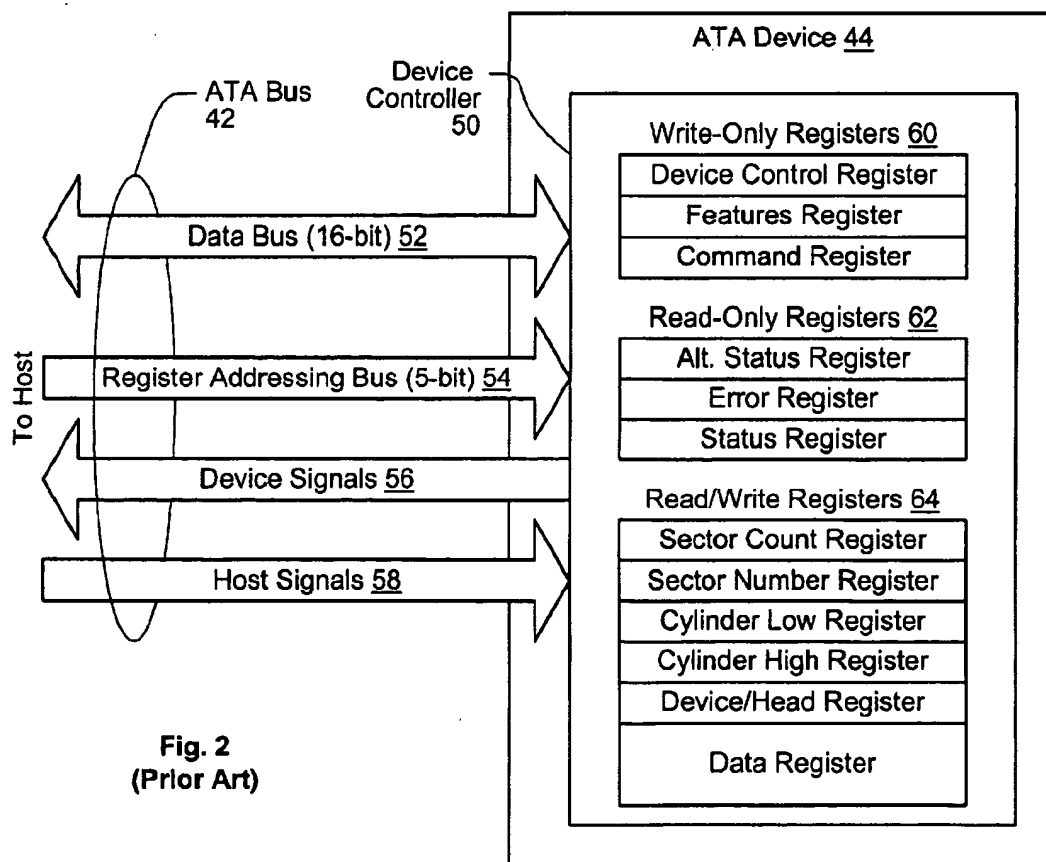 ATA Device 44
Device
Controller
50
ATA Bus
42
Write-Only Registers 60
Device Control Register
Features Register
Command Register
Data Bus (16-bit) 52
Read-Only Registers 62
Alt. Status Register
Error Register
Status Register
To Host
Register Addressing Bus (5-bit) 54
Device Signals 56
Host Signals 58
Read/Write Registers 64
Sector Count Register
Sector Number Register
Cylinder Low Register
Cylinder High Register
Device/Head Register
Data Register
Fig. 2
(Prior Art)